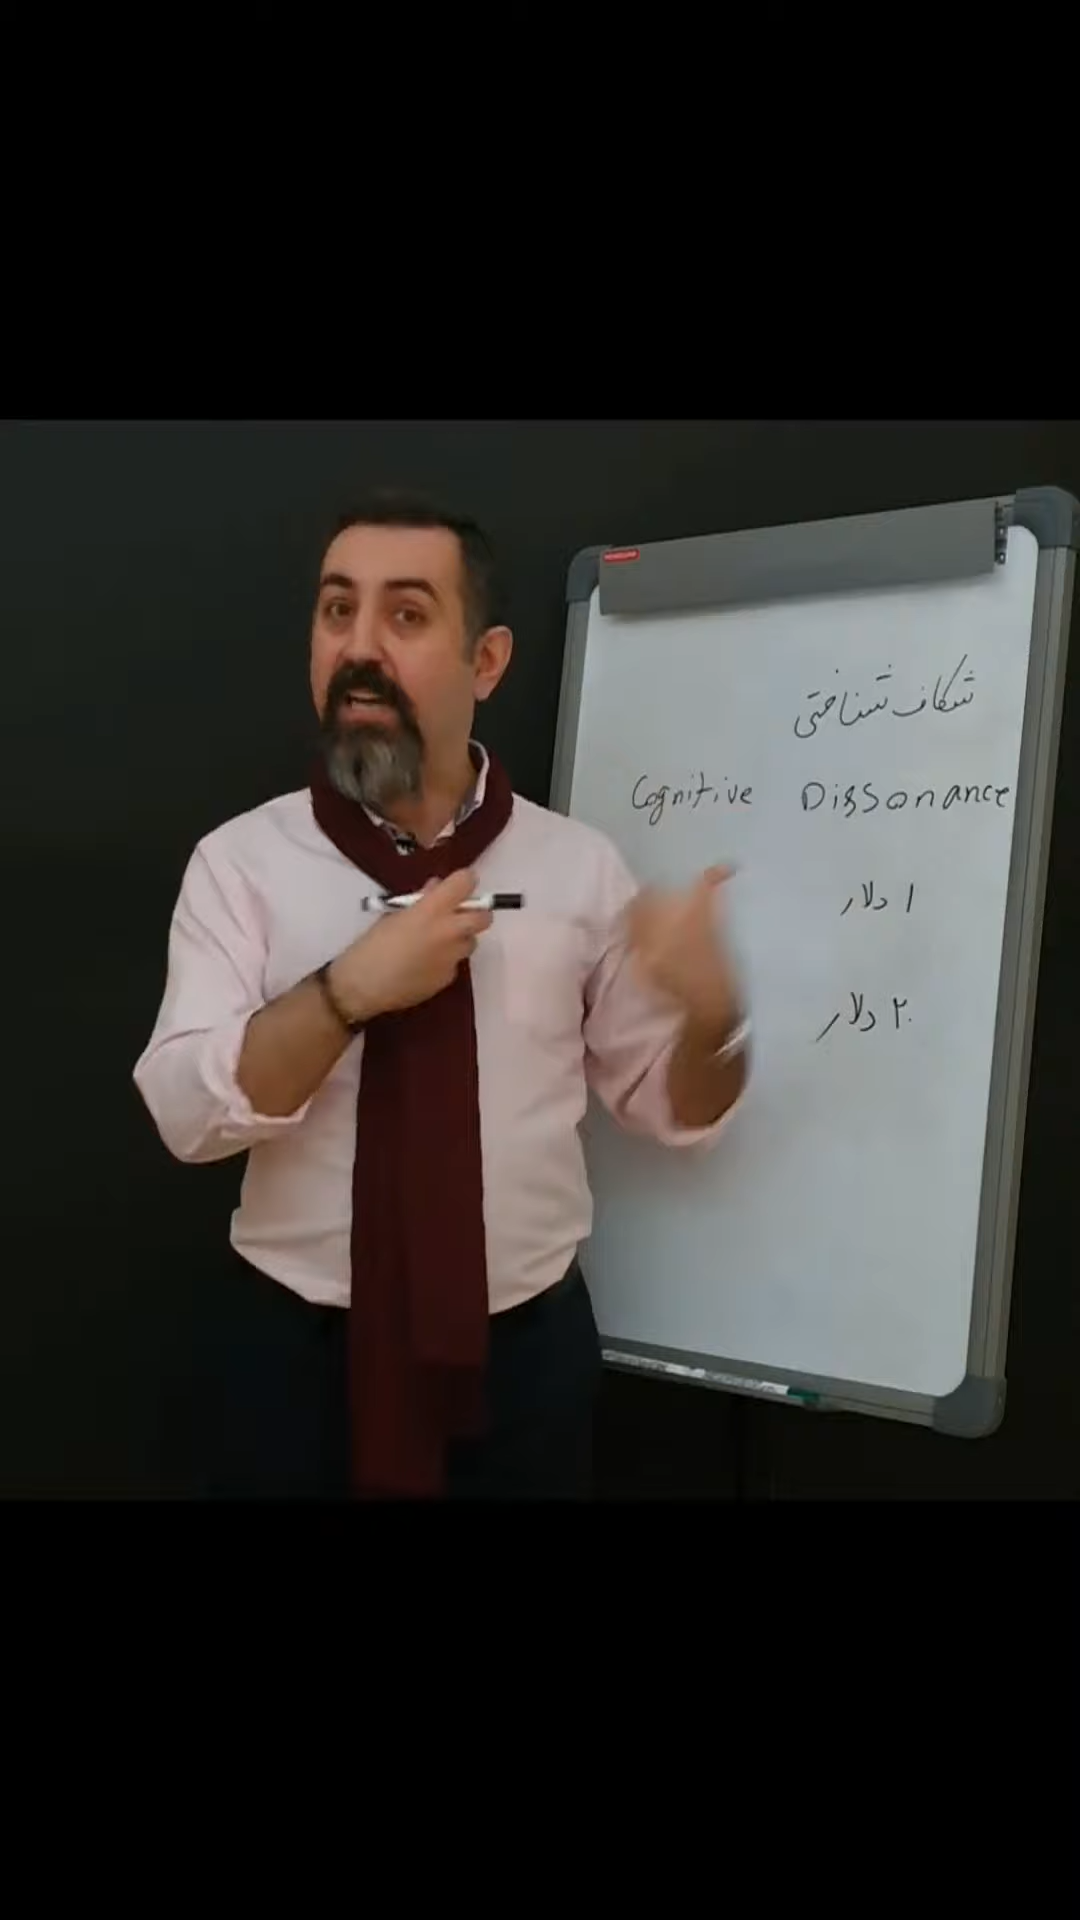 شکاف شناختی
Cognitive Dissonance
۱ دلار
۲۰ دلار